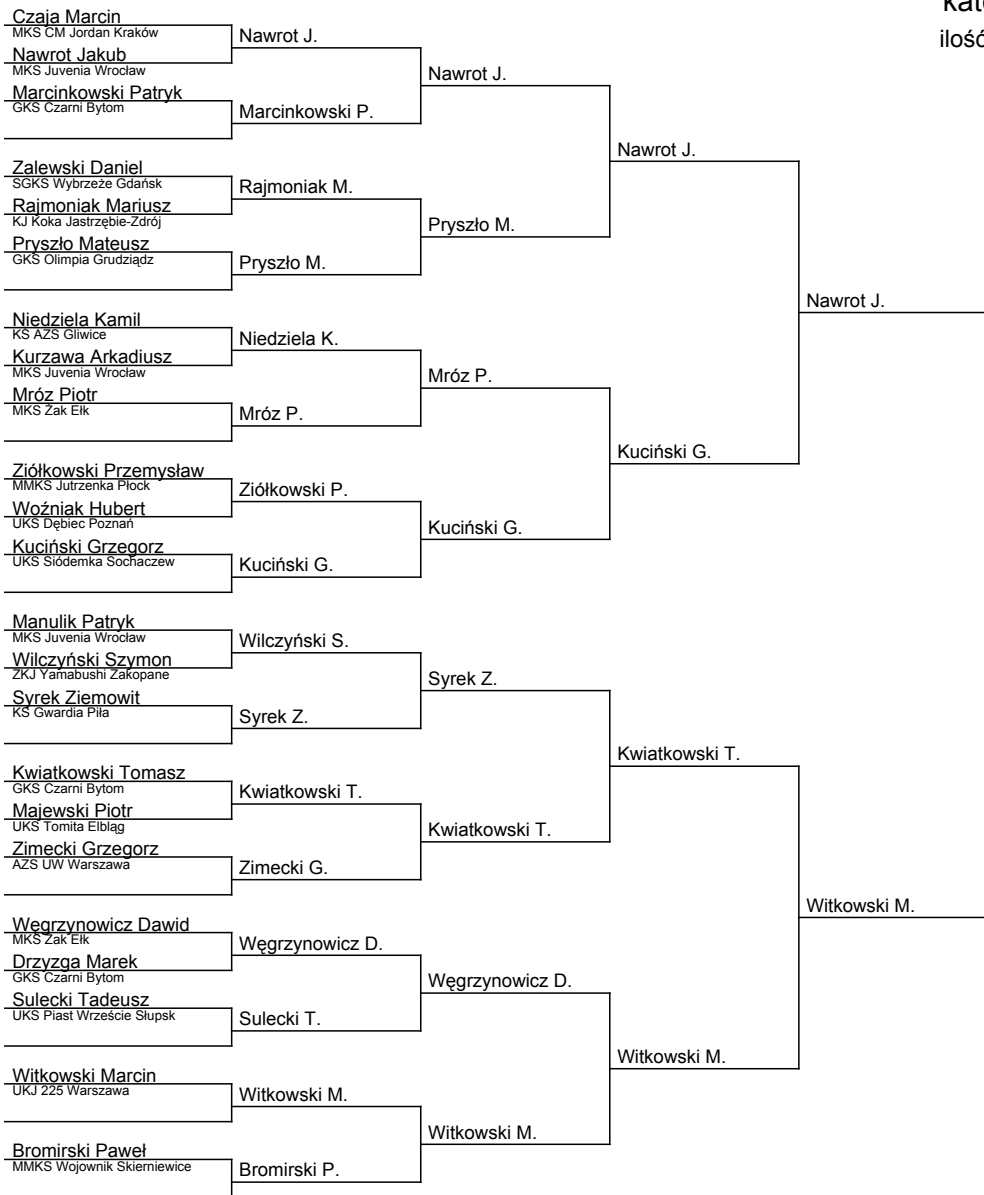 kat
ilość
Czaja Marcin
MKS CM Jordan Kraków
Nawrot Jakub
MKS Juvenia Wrocław
Marcinkowski Patryk
GKS Czarni Bytom
Zalewski Daniel
SGKS Wybrzeże Gdańsk
Rajmoniak Mariusz
KJ Koka Jastrzębie-Zdrój
Pryszło Mateusz
GKS Olimpia Grudziądz
Niedziela Kamil
KS AZS Gliwice
Kurzawa Arkadiusz
MKS Juvenia Wrocław
Mróz Piotr
MKS Żak Ełk
Ziółkowski Przemysław
MMKS Jutrzenka Płock
Woźniak Hubert
UKS Dębiec Poznań
Kuciński Grzegorz
UKS Siódemka Sochaczew
Manulik Patryk
MKS Juvenia Wrocław
Wilczyński Szymon
ZKJ Yamabushi Zakopane
Syrek Ziemowit
KS Gwardia Piła
Kwiatkowski Tomasz
GKS Czarni Bytom
Majewski Piotr
UKS Tomita Elbląg
Zimecki Grzegorz
AZS UW Warszawa
Węgrzynowicz Dawid
MKS Żak Ełk
Drzyzga Marek
GKS Czarni Bytom
Sulecki Tadeusz
UKS Piast Wrzeście Słupsk
Witkowski Marcin
UKJ 225 Warszawa
Bromirski Paweł
MMKS Wojownik Skierniewice
Nawrot J.
Marcinkowski P.
Rajmoniak M.
Pryszło M.
Niedziela K.
Mróz P.
Ziółkowski P.
Kuciński G.
Wilczyński S.
Syrek Z.
Kwiatkowski T.
Zimecki G.
Węgrzynowicz D.
Sulecki T.
Witkowski M.
Bromirski P.
Nawrot J.
Pryszło M.
Mróz P.
Kuciński G.
Syrek Z.
Kwiatkowski T.
Węgrzynowicz D.
Witkowski M.
Nawrot J.
Kuciński G.
Kwiatkowski T.
Witkowski M.
Nawrot J.
Witkowski M.